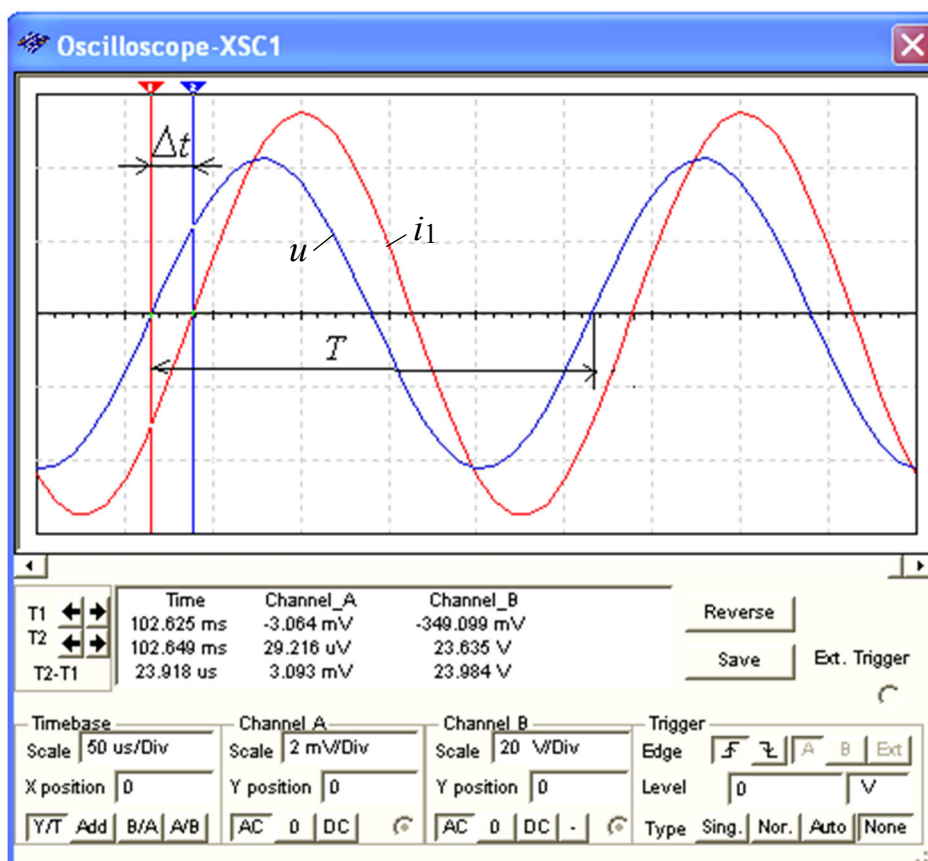 Oscilloscope-XSC1
1 2
Δt
u i1
T
Time Channel_A Channel_B
T1 102.625 ms -3.064 mV -349.099 mV
T2 102.649 ms 29.216 uV 23.635 V
T2-T1 23.918 us 3.093 mV 23.984 V
Reverse
Save
Ext. Trigger
Timebase Channel A Channel B Trigger
Scale 50 us/Div Scale 2 mV/Div Scale 20 V/Div Edge A B Ext
X position 0 Y position 0 Y position 0 Level 0 V
Y/T Add B/A A/B AC 0 DC AC 0 DC - Type Sing. Nor. Auto None